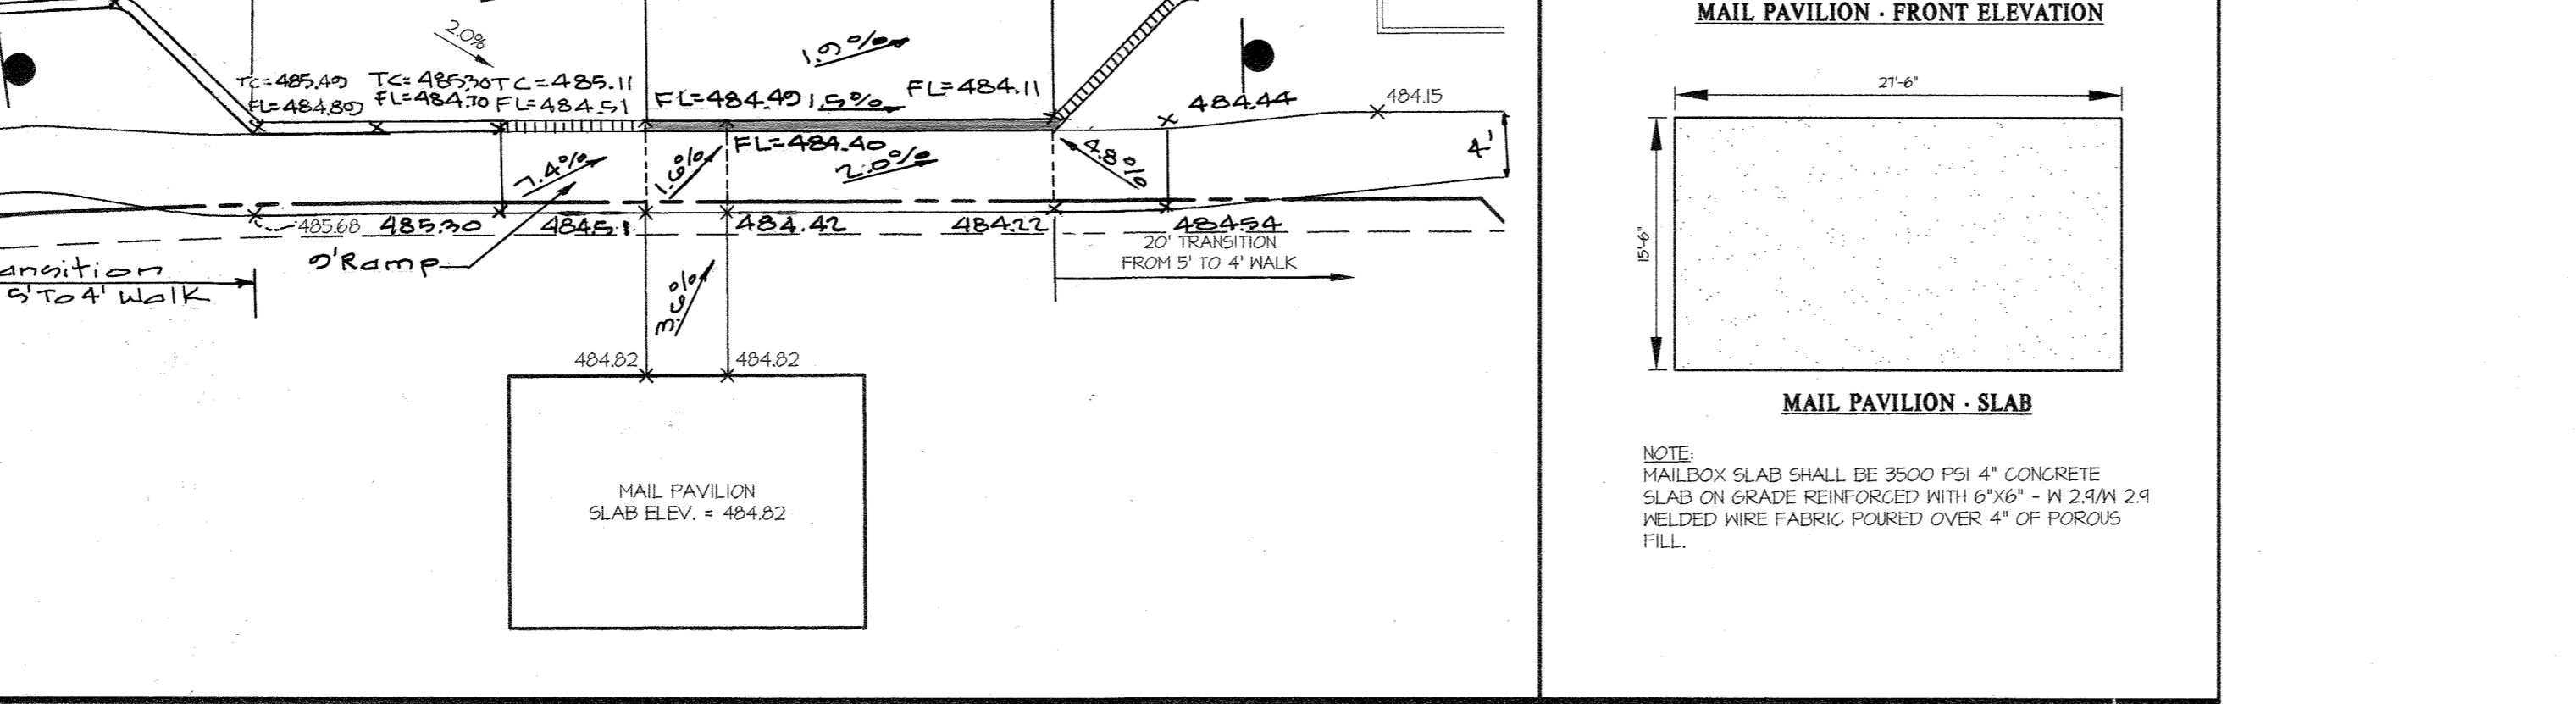 2.0%
1.9%
TC=485.49 TC=485.30 TC=485.11
FL=484.89 FL=484.70 FL=484.51
FL=484.49 1.5% FL=484.11
484.44
484.15
FL=484.40
7.4%
1.6%
2.0%
4.8%
4'
485.68 485.30 484.51 484.42 484.22 484.54
9' Ramp
ansition
5' To 4' Walk
20' TRANSITION
FROM 5' TO 4' WALK
3.6%
484.82 484.82
MAIL PAVILION
SLAB ELEV. = 484.82
MAIL PAVILION · FRONT ELEVATION
27'-6"
15'-6"
MAIL PAVILION · SLAB
NOTE:
MAILBOX SLAB SHALL BE 3500 PSI 4" CONCRETE
SLAB ON GRADE REINFORCED WITH 6"X6" - W 2.9/W 2.9
WELDED WIRE FABRIC POURED OVER 4" OF POROUS
FILL.